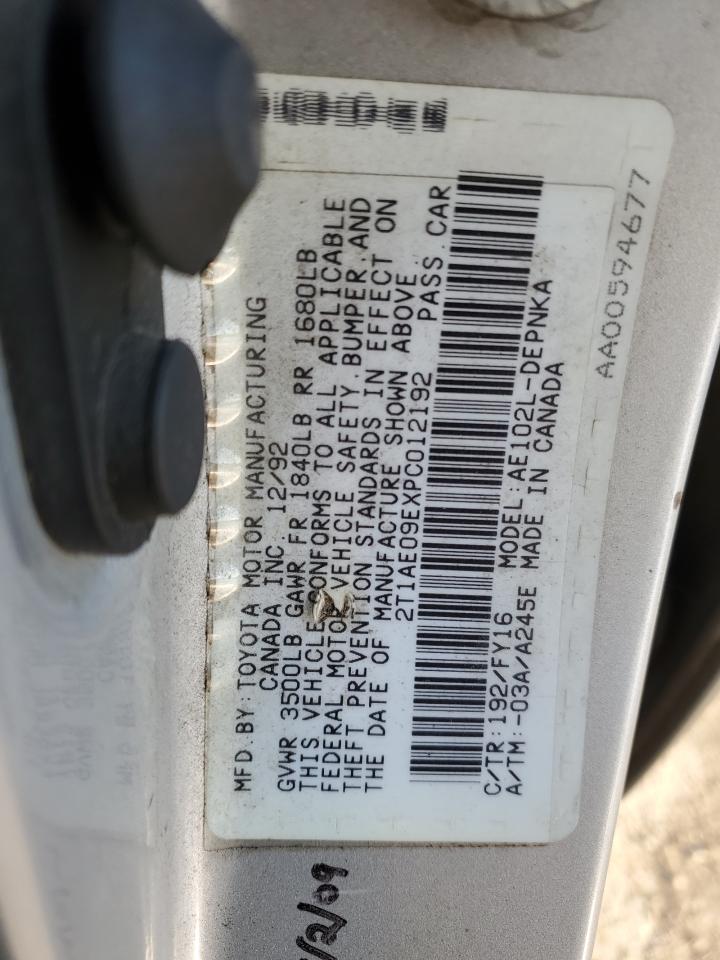 MFD.BY:TOYOTA MOTOR MANUFACTURING
CANADA INC 12/92
GVWR 3500LB GAWR FR 1840LB RR 1680LB
THIS VEHICLE CONFORMS TO ALL APPLICABLE
FEDERAL MOTOR VEHICLE SAFETY,BUMPER,AND
THEFT PREVENTION STANDARDS IN EFFECT ON
THE DATE OF MANUFACTURE SHOWN ABOVE
2T1AE09EXPC012192 PASS.CAR
C/TR:192/FY16 MODEL:AE102L-DEPNKA
A/TM:-03A/A245E MADE IN CANADA
AA00594677
/2/09